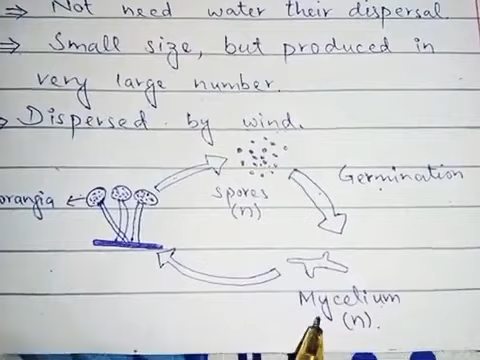 ⇒ Not need water their dispersal.
⇒ Small size, but produced in
very large number.
⇒ Dispersed by wind.
Germination
orangia
spores
(n)
Mycelium
(n).